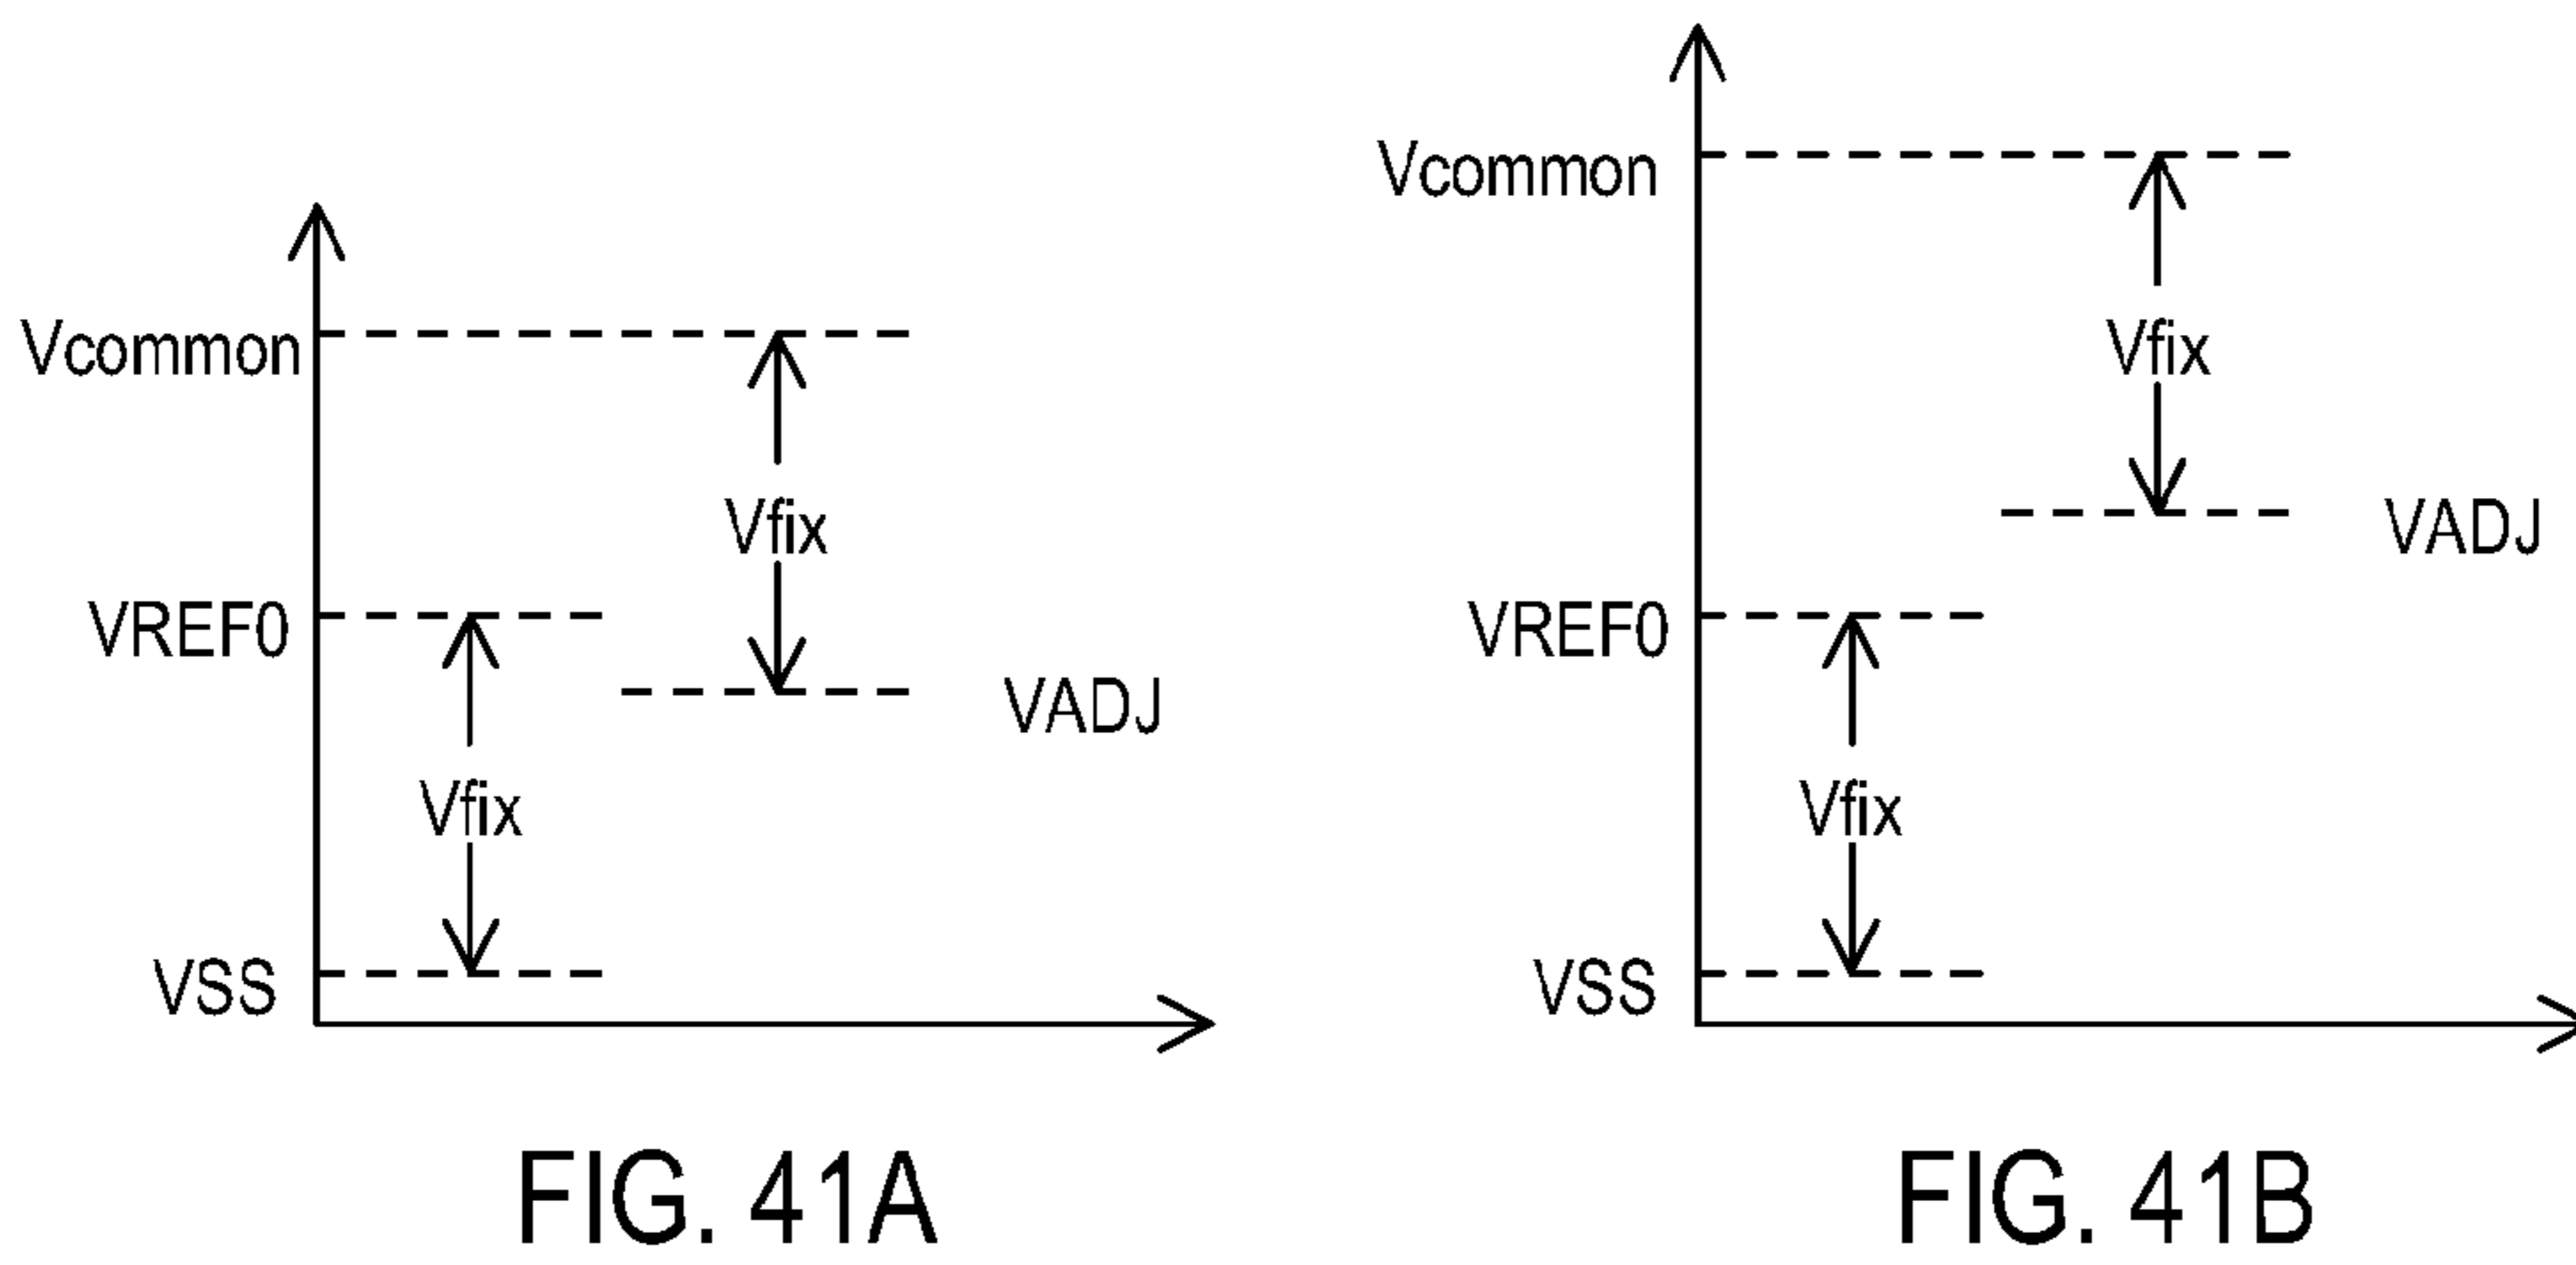 Vcommon
Vfix
VREF0
VADJ
Vfix
VSS
FIG. 41A
Vcommon
Vfix
VADJ
VREF0
Vfix
VSS
FIG. 41B